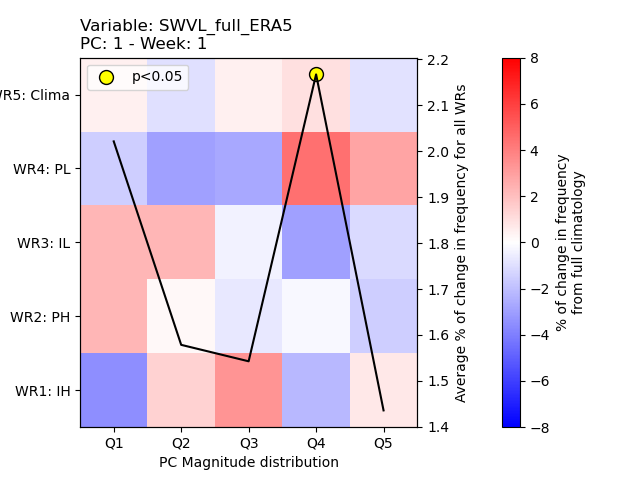 Variable: SWVL_full_ERA5
PC: 1 - Week: 1
p<0.05
WR5: Clima
WR4: PL
WR3: IL
WR2: PH
WR1: IH
Q1 Q2 Q3 Q4 Q5
PC Magnitude distribution
2.2
2.1
2.0
1.9
1.8
1.7
1.6
1.5
1.4
Average % of change in frequency for all WRs
8
6
4
2
0
−2
−4
−6
−8
% of change in frequency
from full climatology